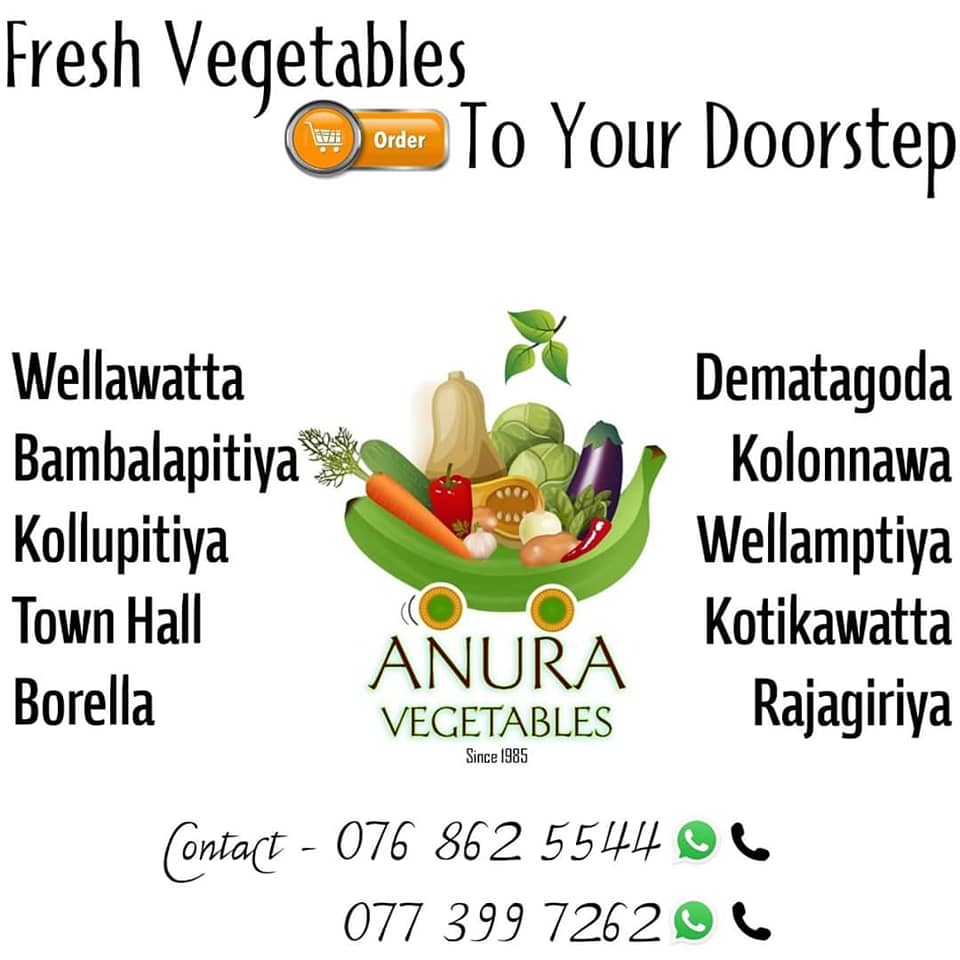 Fresh Vegetables
Order
To Your Doorstep
Wellawatta
Bambalapitiya
Kollupitiya
Town Hall
Borella
Dematagoda
Kolonnawa
Wellamptiya
Kotikawatta
Rajagiriya
ANURA
VEGETABLES
Since 1985
Contact - 076 862 5544
077 399 7262